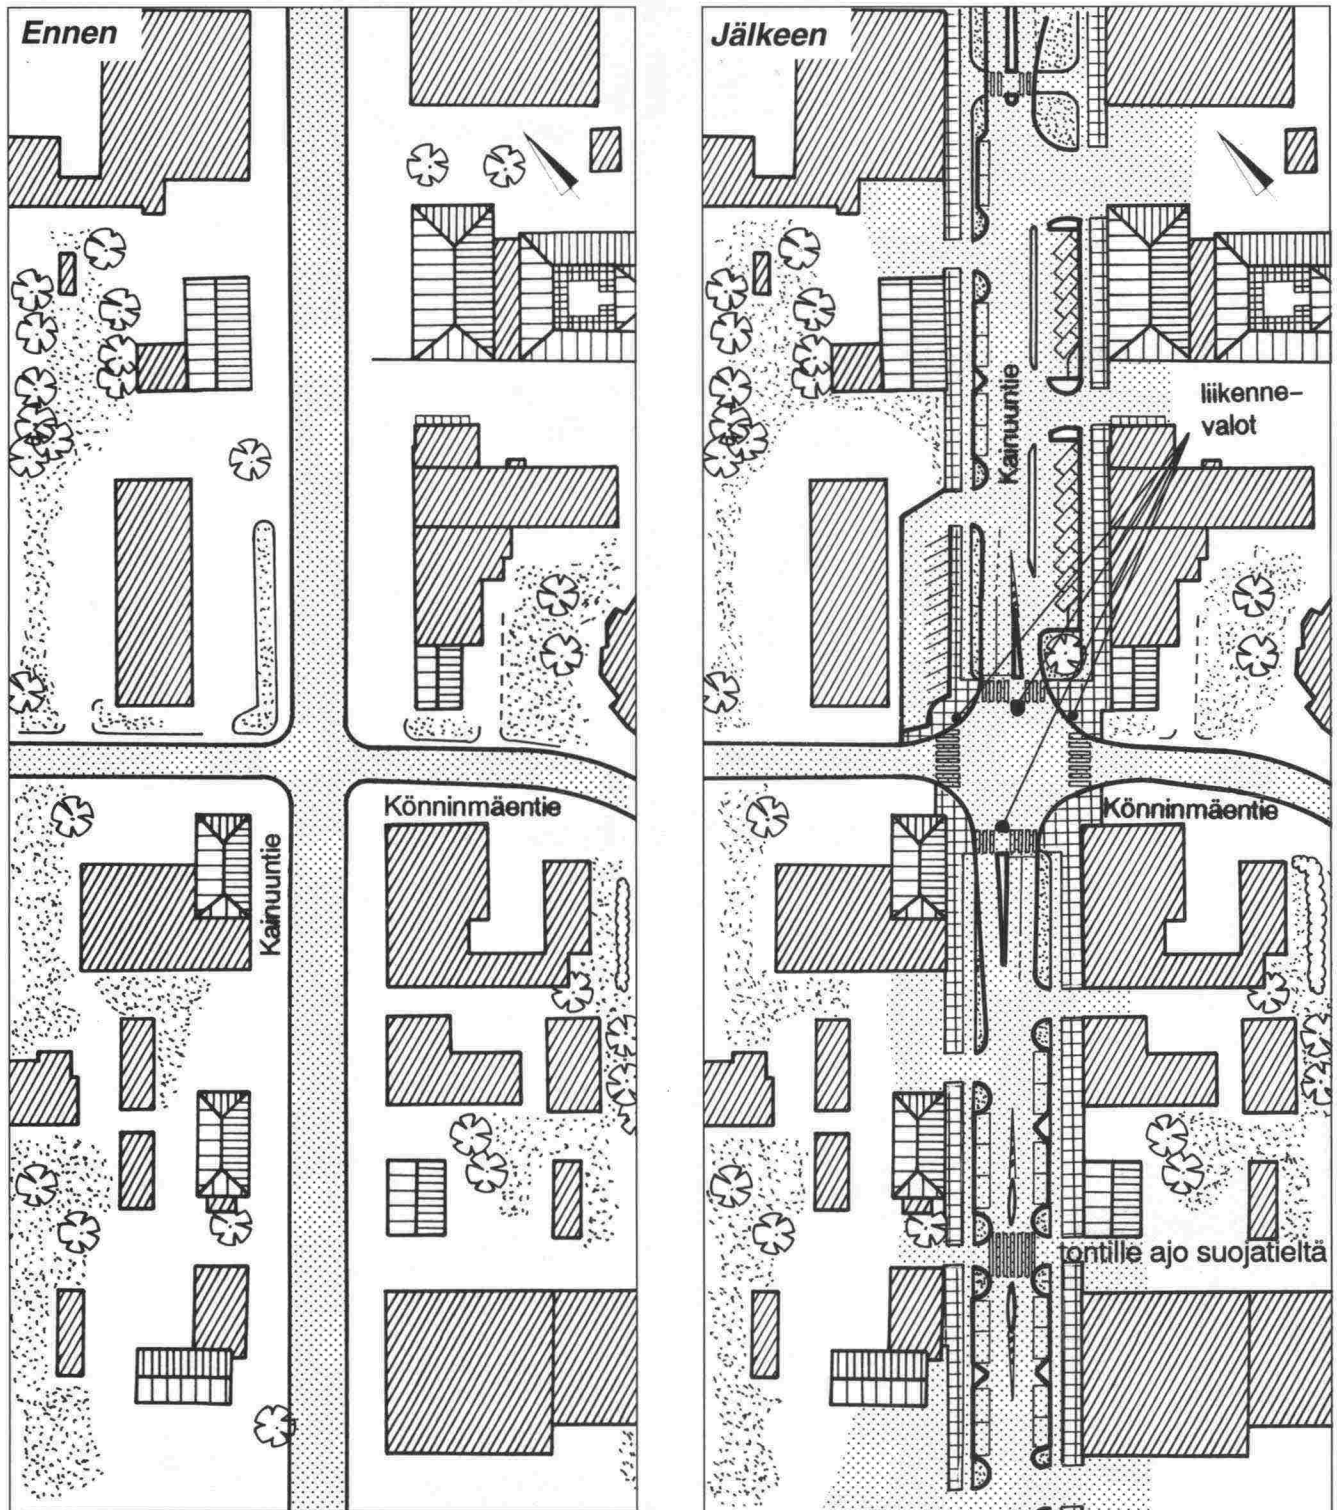 Ennen
Könninmäentie
Kainuuntie
Jälkeen
Kainuuntie
liikenne-
valot
Könninmäentie
tontille ajo suojatieltä